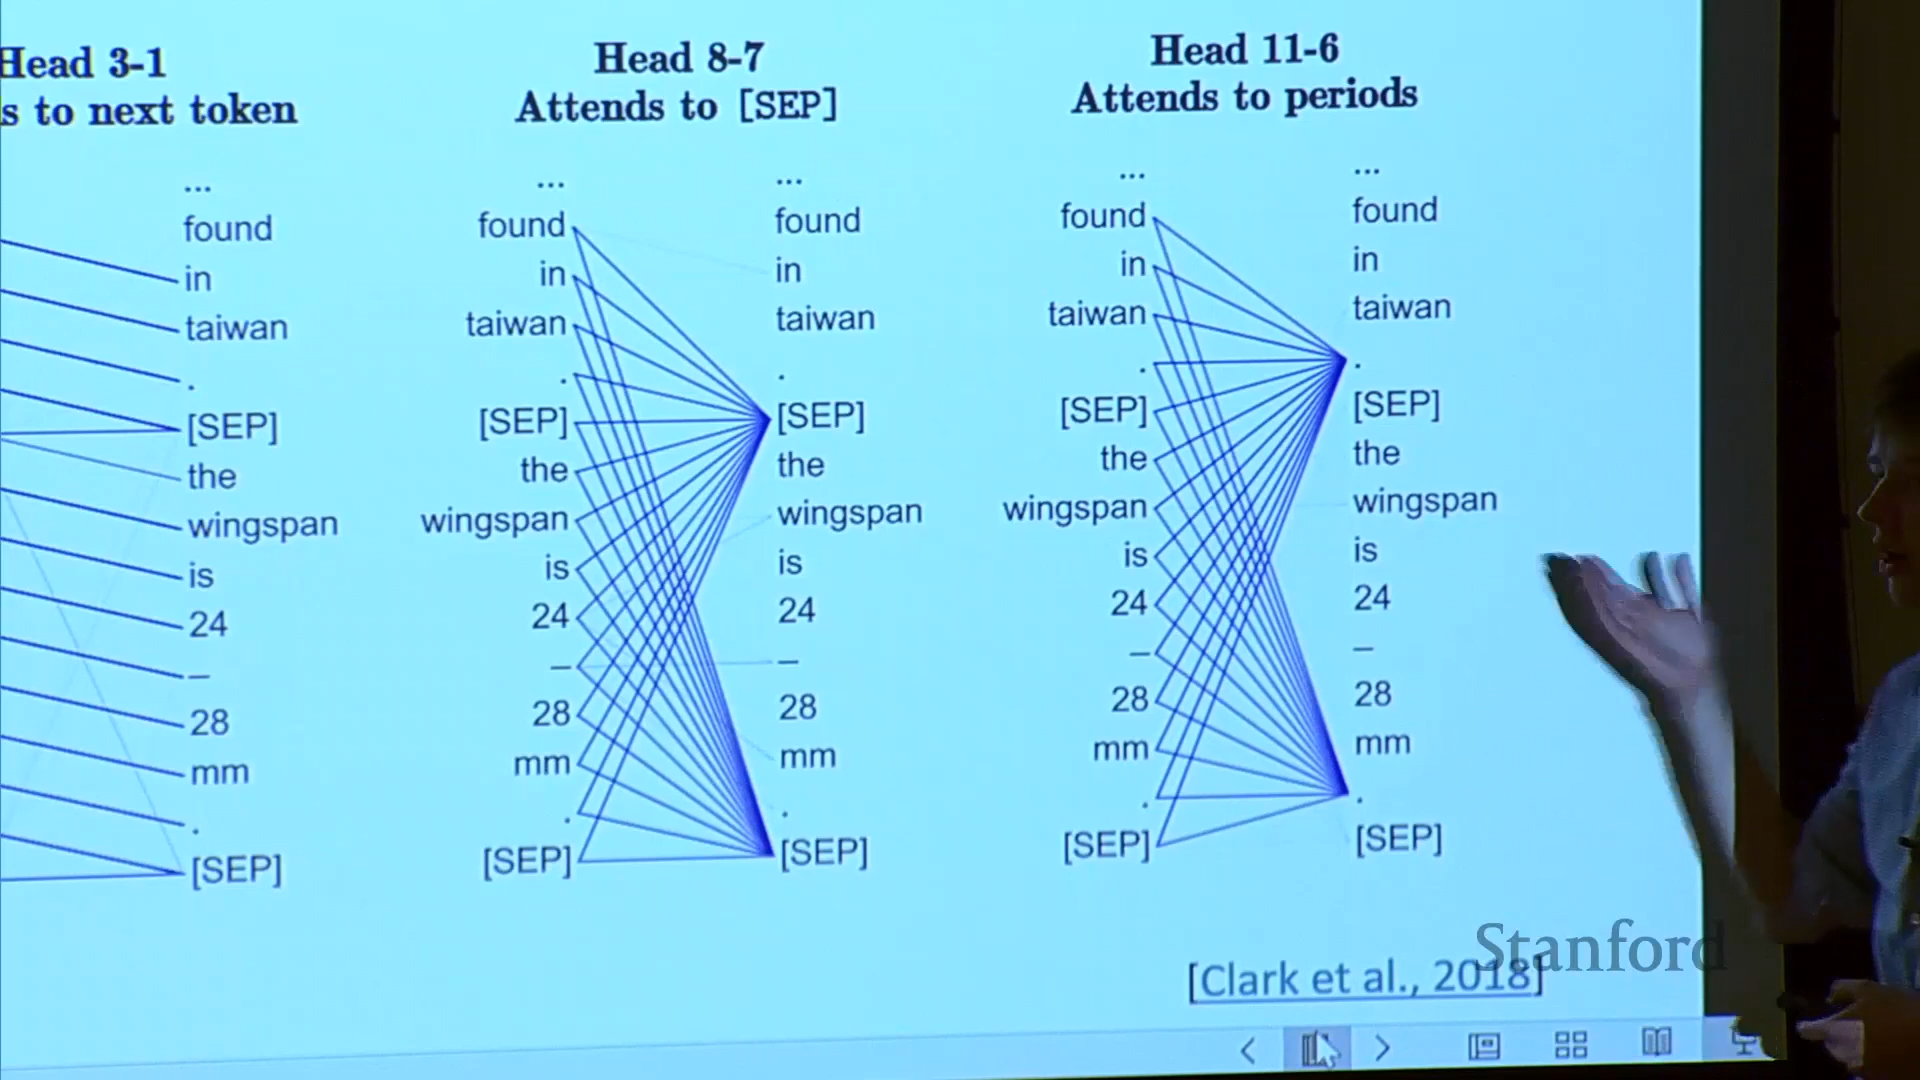 Head 3-1
s to next token
...
found
in
taiwan
.
[SEP]
the
wingspan
is
24
–
28
mm
.
[SEP]
Head 8-7
Attends to [SEP]
... ...
found found
in in
taiwan taiwan
. .
[SEP] [SEP]
the the
wingspan wingspan
is is
24 24
– –
28 28
mm mm
. .
[SEP] [SEP]
Head 11-6
Attends to periods
... ...
found found
in in
taiwan taiwan
. .
[SEP] [SEP]
the the
wingspan wingspan
is is
24 24
– –
28 28
mm mm
. .
[SEP] [SEP]
[Clark et al., 2018]
Stanford